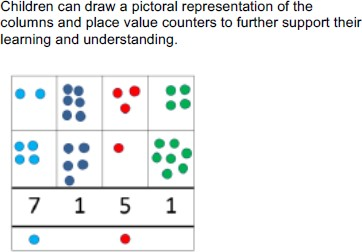 Children can draw a pictoral representation of the
columns and place value counters to further support their
learning and understanding.
7 1 5 1